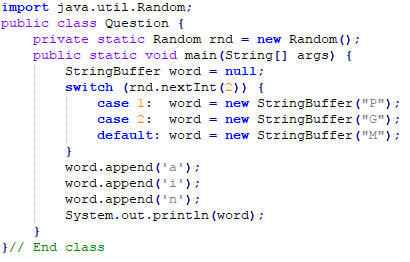 import java.util.Random;
public class Question {
    private static Random rnd = new Random();
    public static void main(String[] args) {
        StringBuffer word = null;
        switch (rnd.nextInt(2)) {
            case 1:  word = new StringBuffer("P");
            case 2:  word = new StringBuffer("G");
            default: word = new StringBuffer("M");
        }
        word.append('a');
        word.append('i');
        word.append('n');
        System.out.println(word);
    }
}// End class